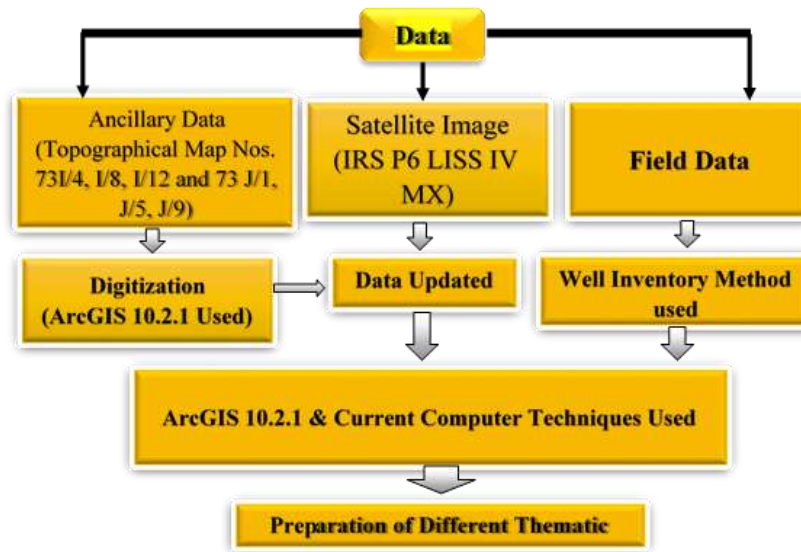 Data
Ancillary Data
(Topographical Map Nos.
73I/4, I/8, I/12 and 73 J/1,
J/5, J/9)
Satellite Image
(IRS P6 LISS IV
MX)
Field Data
Digitization
(ArcGIS 10.2.1 Used)
Data Updated
Well Inventory Method
used
ArcGIS 10.2.1 & Current Computer Techniques Used
Preparation of Different Thematic